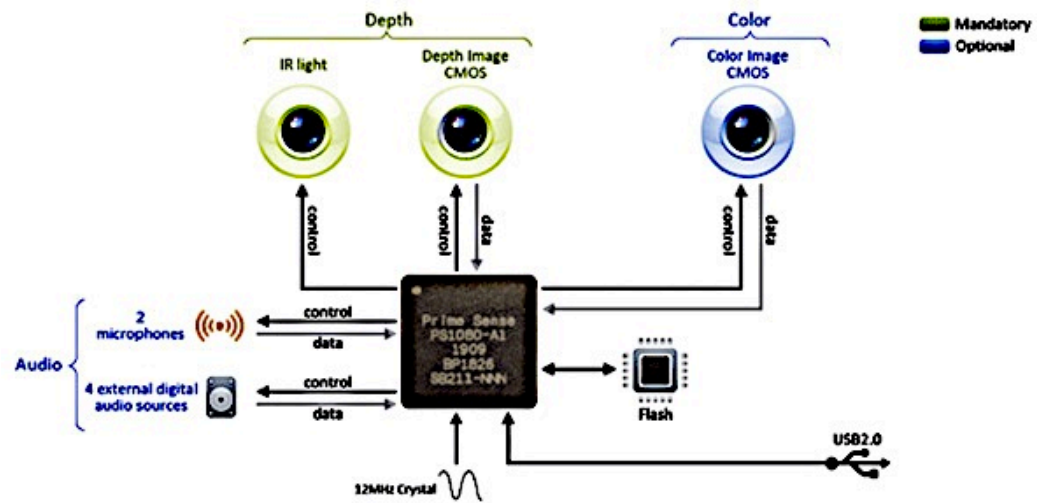 Depth
Color
Mandatory
Optional
IR light
Depth Image
CMOS
Color Image
CMOS
control
control
data
control
data
Prime Sense
PS1080-A1
1909
BP1826
SB211-NNN
Audio
2
microphones
control
data
4 external digital
audio sources
control
data
Flash
USB2.0
12MHz Crystal